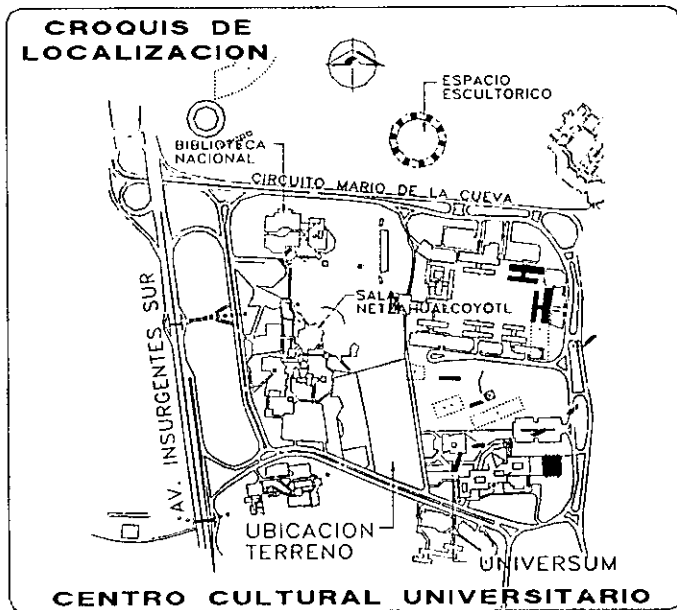 CROQUIS DE
LOCALIZACION
ESPACIO
ESCULTORICO
BIBLIOTECA
NACIONAL
CIRCUITO MARIO DE LA CUEVA
SALA
NETZAHUALCOYOTL
AV. INSURGENTES SUR
UBICACION
TERRENO
UNIVERSUM
CENTRO CULTURAL UNIVERSITARIO